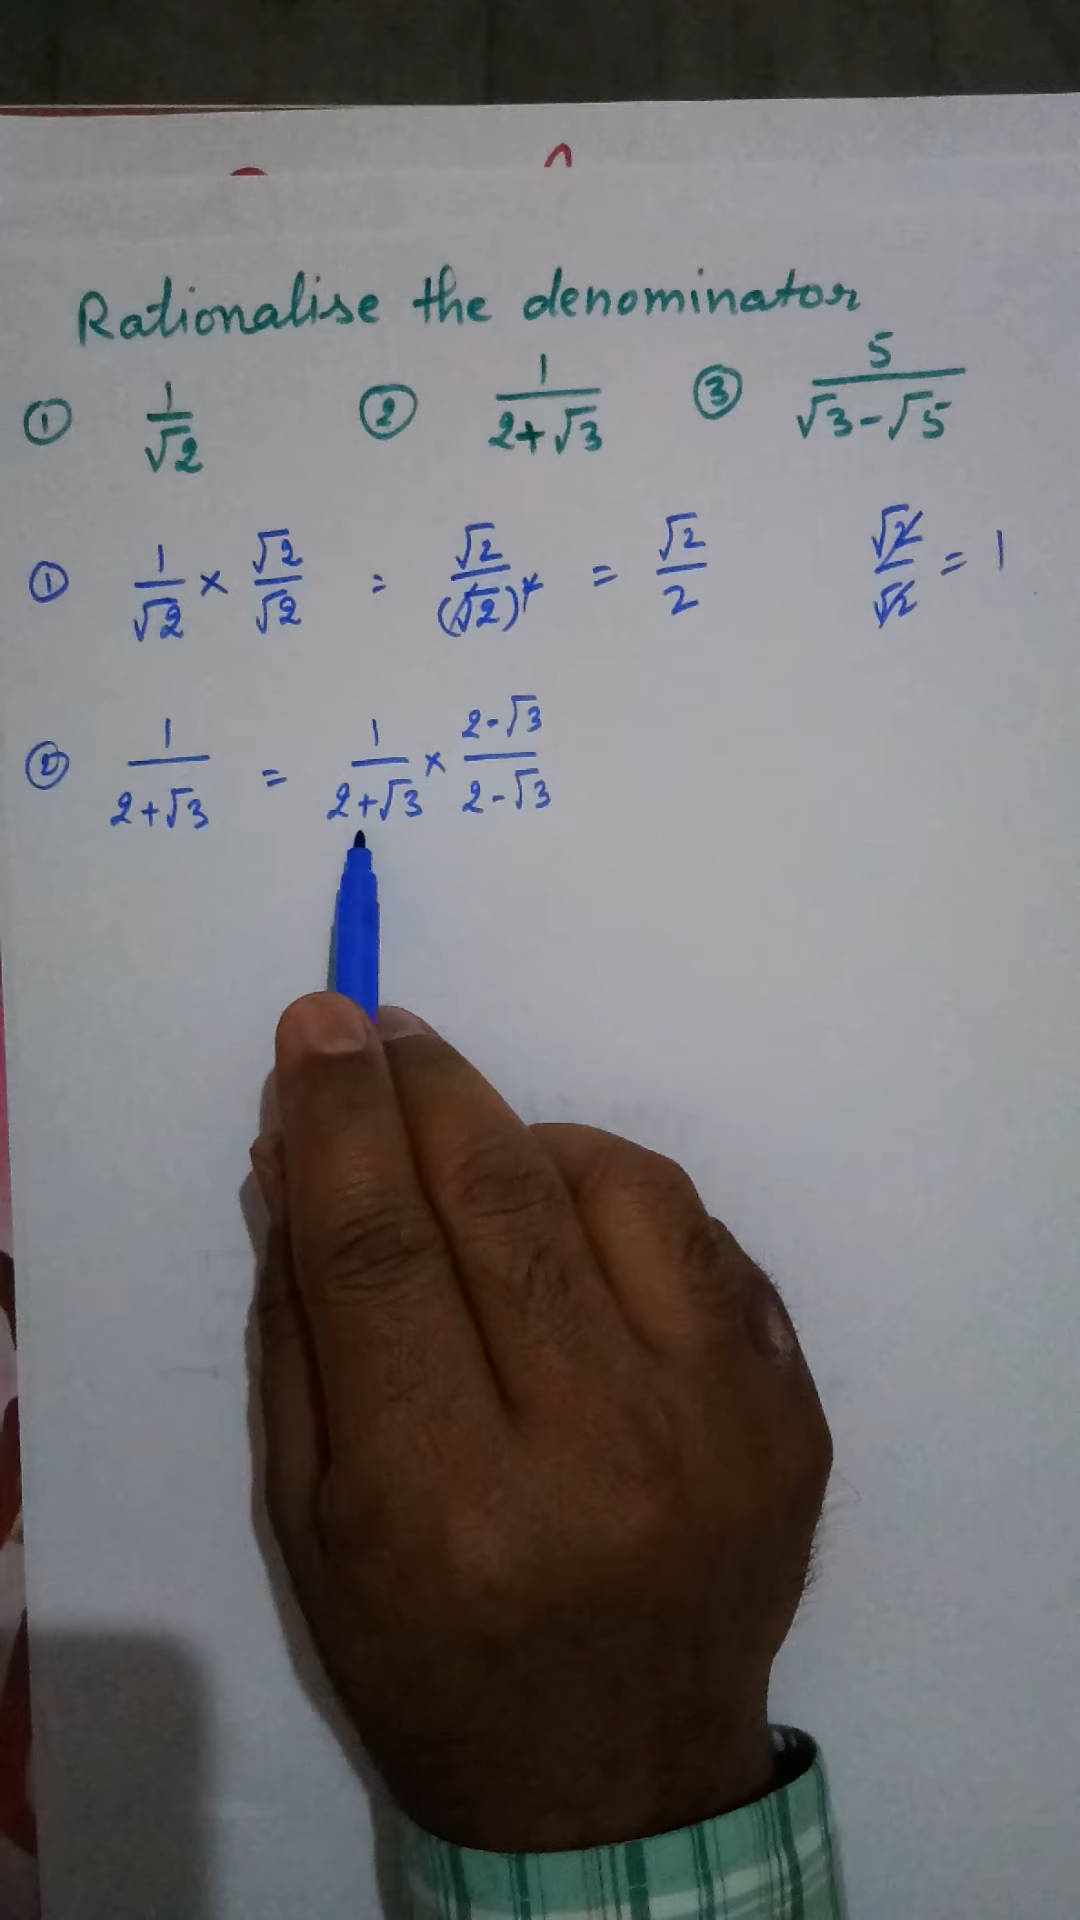 Rationalise the denominator
① 1/√2 ② 1/(2+√3) ③ 5/(√3-√5)
① 1/√2 × √2/√2 = √2/(√2)² = √2/2 √2/√2 = 1
② 1/(2+√3) = 1/(2+√3) × (2-√3)/(2-√3)